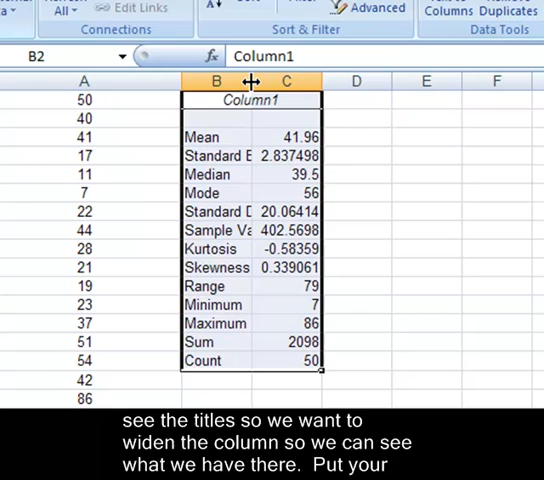 All Edit Links
Advanced
Columns Duplicates
Connections Sort & Filter Data Tools
B2 fx Column1
A B C D E F
50 Column1
40
41 Mean 41.96
17 Standard E 2.837498
11 Median 39.5
7 Mode 56
22 Standard D 20.06414
44 Sample Va 402.5698
28 Kurtosis -0.58359
21 Skewness 0.339061
19 Range 79
23 Minimum 7
37 Maximum 86
51 Sum 2098
54 Count 50
42
86
see the titles so we want to
widen the column so we can see
what we have there. Put your